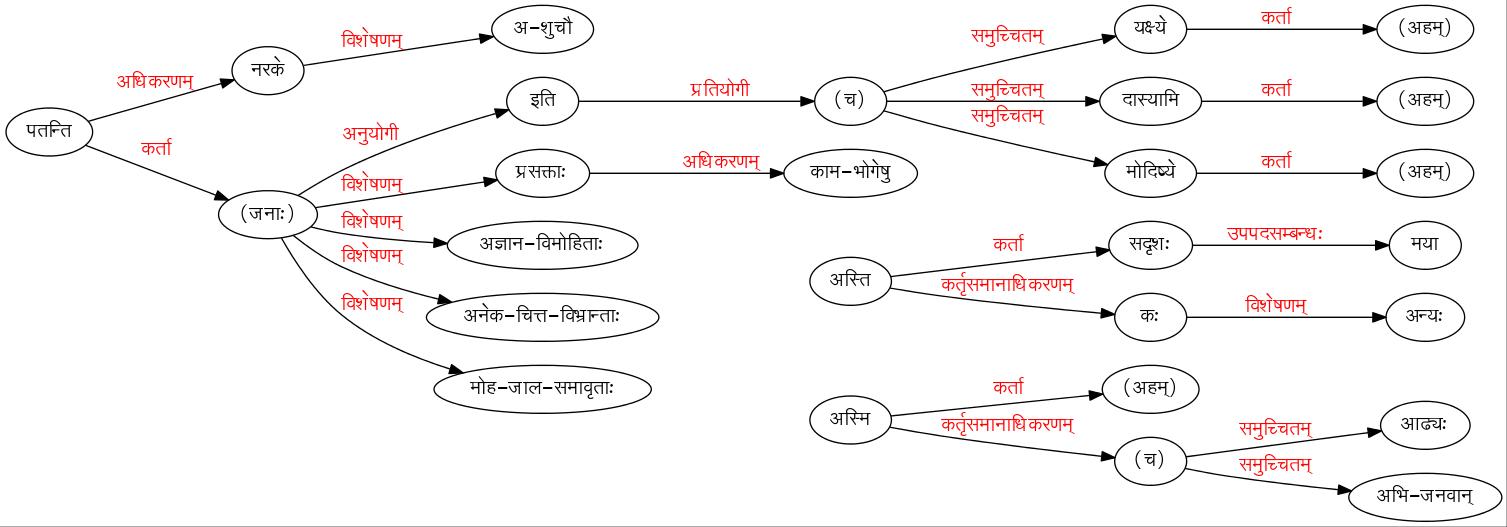 पतन्ति
अधिकरणम्
नरके
विशेषणम्
अ-शुचौ
कर्ता
(जनाः)
अनुयोगी
इति
प्रतियोगी
(च)
समुच्चितम्
यक्ष्ये
कर्ता
(अहम्)
समुच्चितम्
दास्यामि
कर्ता
(अहम्)
समुच्चितम्
मोदिष्ये
कर्ता
(अहम्)
विशेषणम्
प्रसक्ताः
अधिकरणम्
काम-भोगेषु
विशेषणम्
अज्ञान-विमोहिताः
विशेषणम्
अनेक-चित्त-विभ्रान्ताः
विशेषणम्
मोह-जाल-समावृताः
अस्ति
कर्ता
सदृशः
उपपदसम्बन्धः
मया
कर्तृसमानाधिकरणम्
कः
विशेषणम्
अन्यः
अस्मि
कर्ता
(अहम्)
कर्तृसमानाधिकरणम्
(च)
समुच्चितम्
आढ्यः
समुच्चितम्
अभि-जनवान्